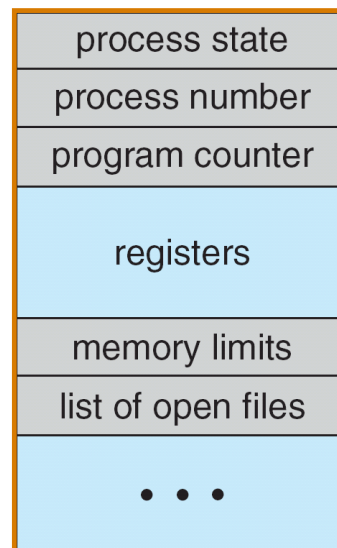 process state
process number
program counter
registers
memory limits
list of open files
• • •